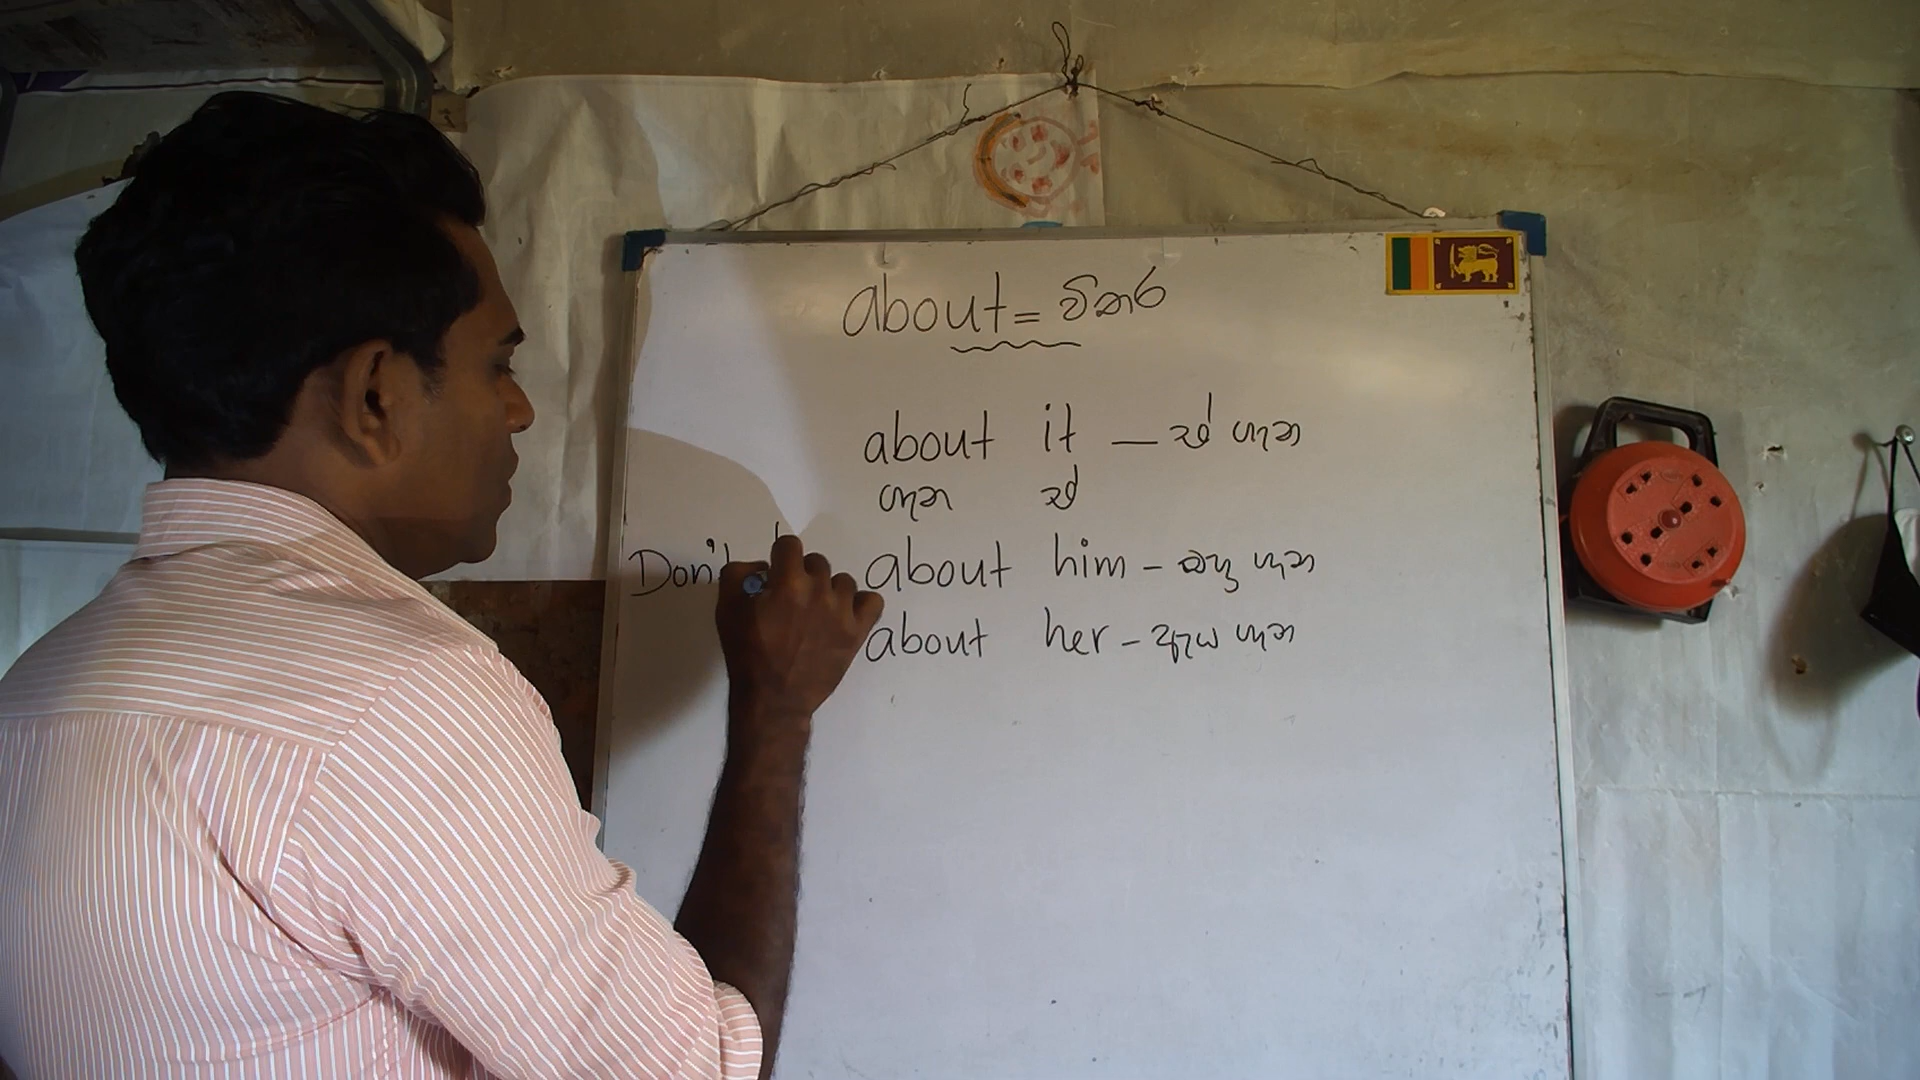 about = විතර
about it — ඒ ගැන
ගැන ඒ
Don't about him - ඔහු ගැන
about her - ඇය ගැන